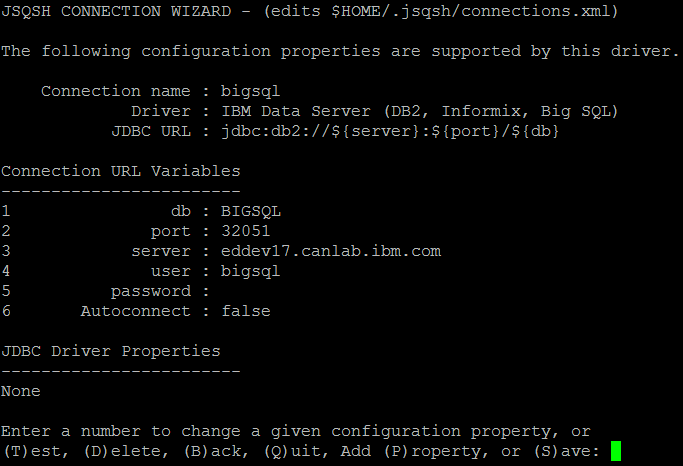 JSQSH CONNECTION WIZARD - (edits $HOME/.jsqsh/connections.xml)
The following configuration properties are supported by this driver.
Connection name : bigsql
Driver : IBM Data Server (DB2, Informix, Big SQL)
JDBC URL : jdbc:db2://${server}:${port}/${db}
Connection URL Variables
------------------------
1 db : BIGSQL
2 port : 32051
3 server : eddev17.canlab.ibm.com
4 user : bigsql
5 password :
6 Autoconnect : false
JDBC Driver Properties
------------------------
None
Enter a number to change a given configuration property, or
(T)est, (D)elete, (B)ack, (Q)uit, Add (P)roperty, or (S)ave: